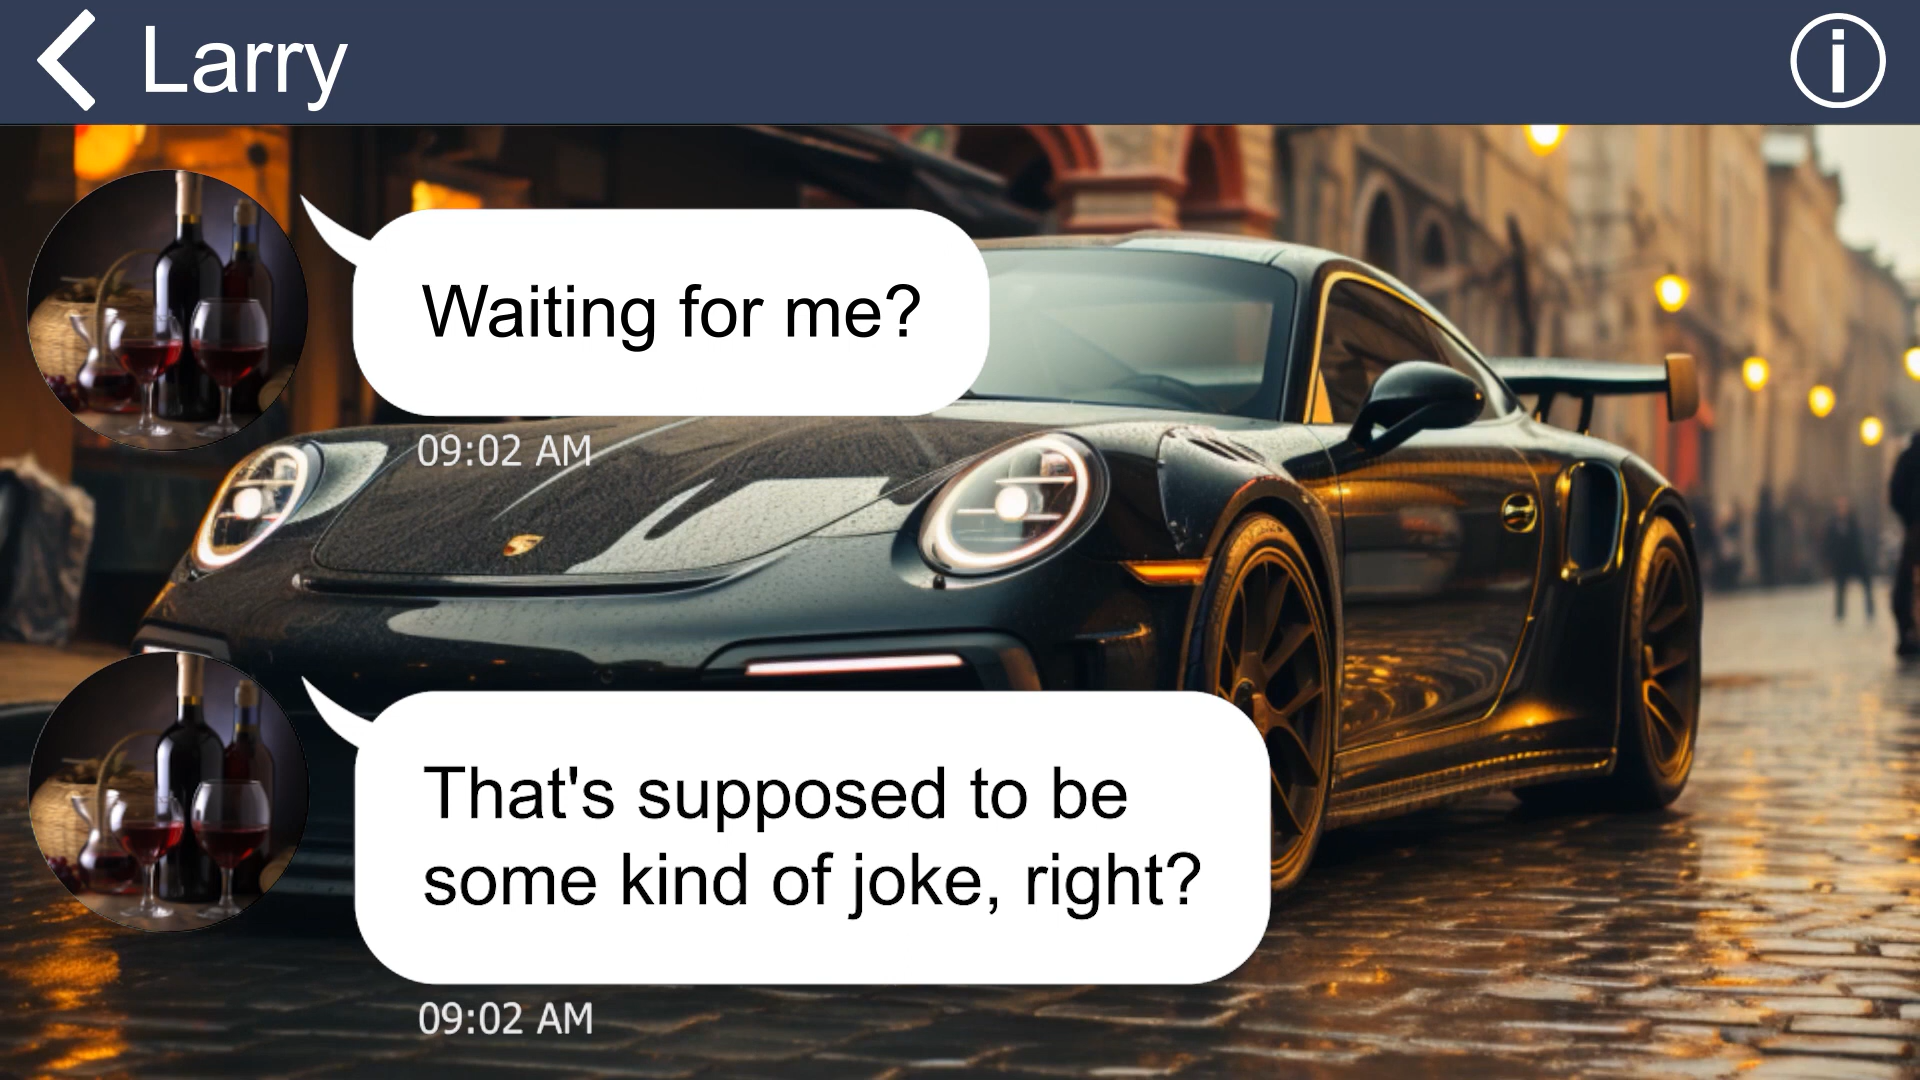 Larry
Waiting for me?
09:02 AM
That's supposed to be
some kind of joke, right?
09:02 AM